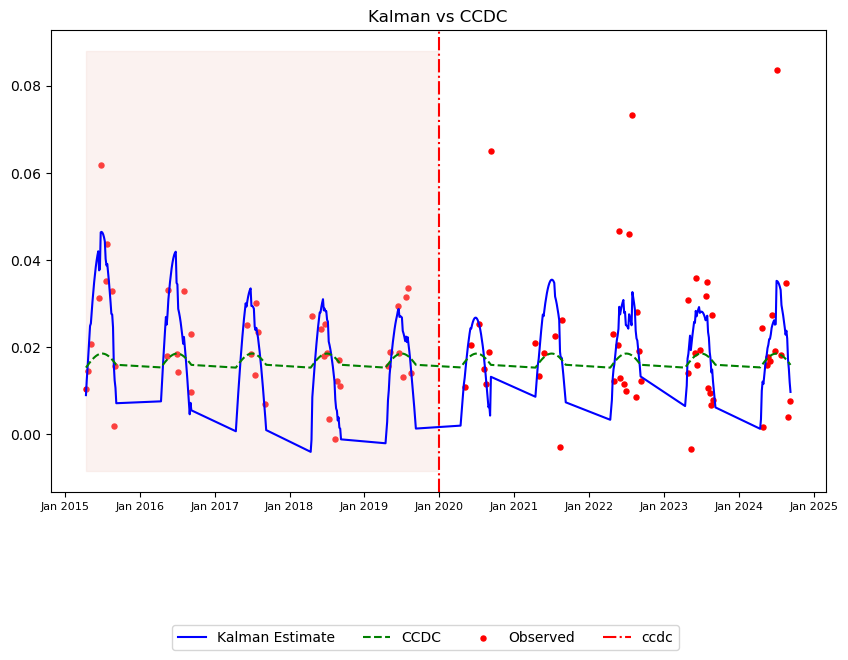 Kalman vs CCDC
0.08
0.06
0.04
0.02
0.00
Jan 2015 Jan 2016 Jan 2017 Jan 2018 Jan 2019 Jan 2020 Jan 2021 Jan 2022 Jan 2023 Jan 2024 Jan 2025
Kalman Estimate CCDC Observed ccdc